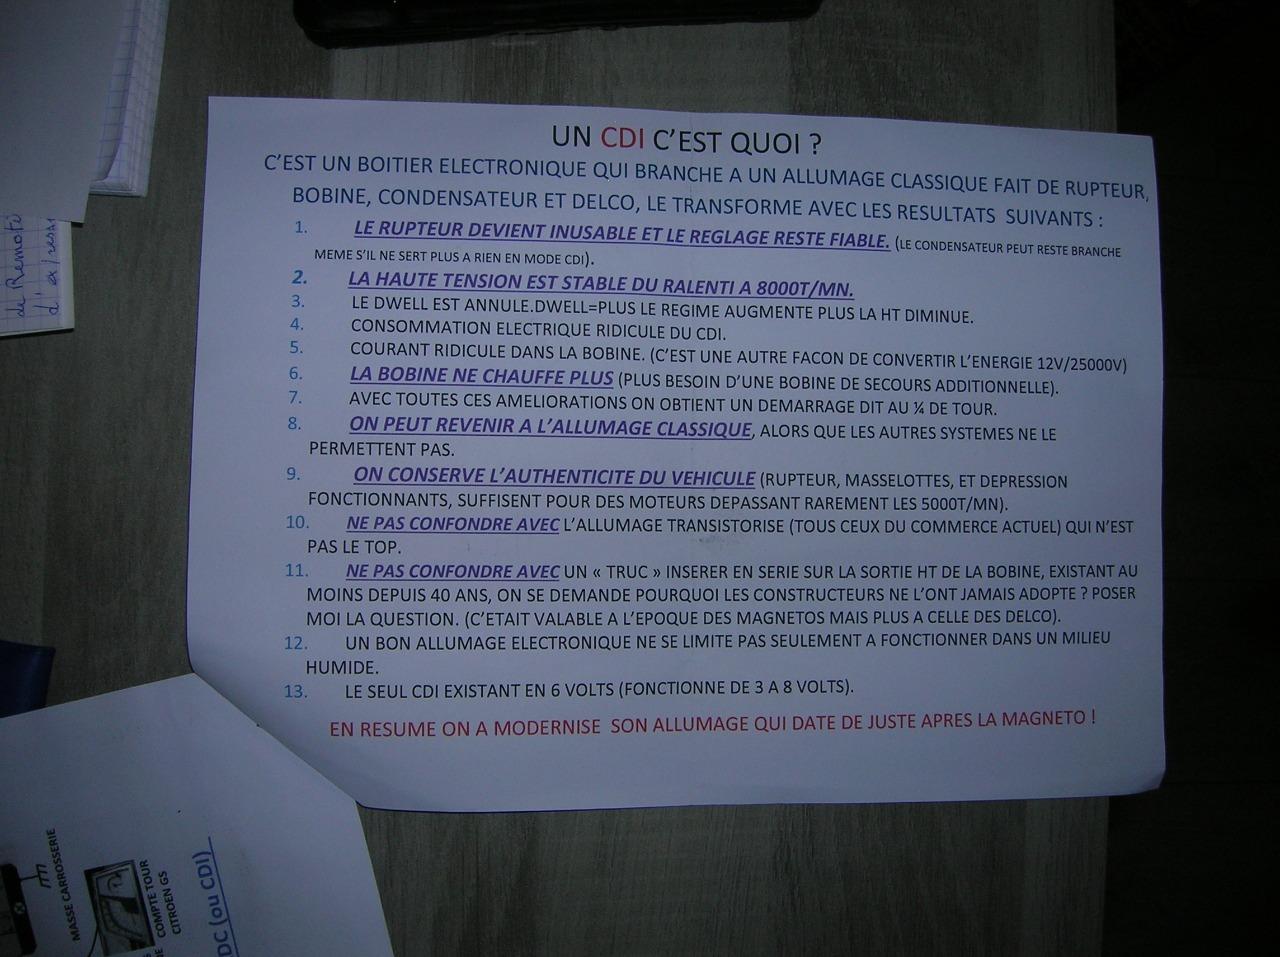 UN CDI C'EST QUOI ?
C'EST UN BOITIER ELECTRONIQUE QUI BRANCHE A UN ALLUMAGE CLASSIQUE FAIT DE RUPTEUR,
BOBINE, CONDENSATEUR ET DELCO, LE TRANSFORME AVEC LES RESULTATS SUIVANTS :
1. LE RUPTEUR DEVIENT INUSABLE ET LE REGLAGE RESTE FIABLE. (LE CONDENSATEUR PEUT RESTE BRANCHE
MEME S'IL NE SERT PLUS A RIEN EN MODE CDI).
2. LA HAUTE TENSION EST STABLE DU RALENTI A 8000T/MN.
3. LE DWELL EST ANNULE.DWELL=PLUS LE REGIME AUGMENTE PLUS LA HT DIMINUE.
4. CONSOMMATION ELECTRIQUE RIDICULE DU CDI.
5. COURANT RIDICULE DANS LA BOBINE. (C'EST UNE AUTRE FACON DE CONVERTIR L'ENERGIE 12V/25000V)
6. LA BOBINE NE CHAUFFE PLUS (PLUS BESOIN D'UNE BOBINE DE SECOURS ADDITIONNELLE).
7. AVEC TOUTES CES AMELIORATIONS ON OBTIENT UN DEMARRAGE DIT AU ¼ DE TOUR.
8. ON PEUT REVENIR A L'ALLUMAGE CLASSIQUE, ALORS QUE LES AUTRES SYSTEMES NE LE
PERMETTENT PAS.
9. ON CONSERVE L'AUTHENTICITE DU VEHICULE (RUPTEUR, MASSELOTTES, ET DEPRESSION
FONCTIONNANTS, SUFFISENT POUR DES MOTEURS DEPASSANT RAREMENT LES 5000T/MN).
10. NE PAS CONFONDRE AVEC L'ALLUMAGE TRANSISTORISE (TOUS CEUX DU COMMERCE ACTUEL) QUI N'EST
PAS LE TOP.
11. NE PAS CONFONDRE AVEC UN « TRUC » INSERER EN SERIE SUR LA SORTIE HT DE LA BOBINE, EXISTANT AU
MOINS DEPUIS 40 ANS, ON SE DEMANDE POURQUOI LES CONSTRUCTEURS NE L'ONT JAMAIS ADOPTE ? POSER
MOI LA QUESTION. (C'ETAIT VALABLE A L'EPOQUE DES MAGNETOS MAIS PLUS A CELLE DES DELCO).
12. UN BON ALLUMAGE ELECTRONIQUE NE SE LIMITE PAS SEULEMENT A FONCTIONNER DANS UN MILIEU
HUMIDE.
13. LE SEUL CDI EXISTANT EN 6 VOLTS (FONCTIONNE DE 3 A 8 VOLTS).
EN RESUME ON A MODERNISE SON ALLUMAGE QUI DATE DE JUSTE APRES LA MAGNETO !
MASSE CARROSSERIE
COMPTE TOUR
CITROEN GS
DC (ou CDI)